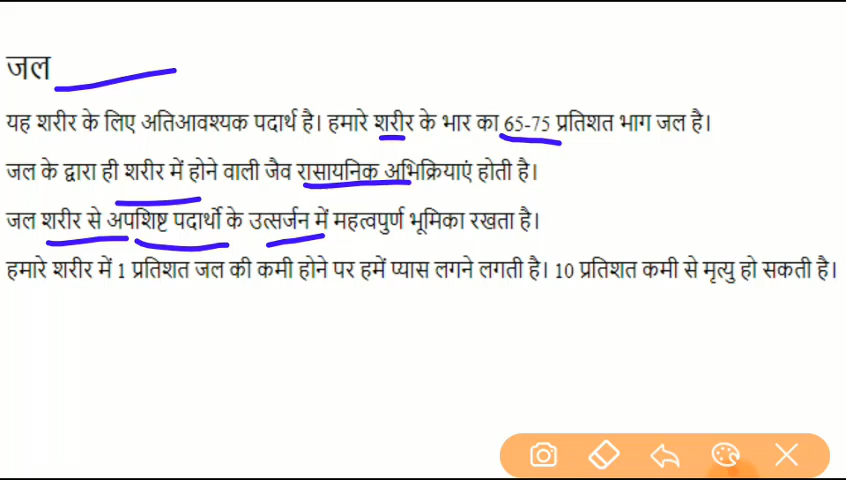 जल
यह शरीर के लिए अतिआवश्यक पदार्थ है। हमारे शरीर के भार का 65-75 प्रतिशत भाग जल है।
जल के द्वारा ही शरीर में होने वाली जैव रासायनिक अभिक्रियाएं होती है।
जल शरीर से अपशिष्ट पदार्थो के उत्सर्जन में महत्वपुर्ण भूमिका रखता है।
हमारे शरीर में 1 प्रतिशत जल की कमी होने पर हमें प्यास लगने लगती है। 10 प्रतिशत कमी से मृत्यु हो सकती है।